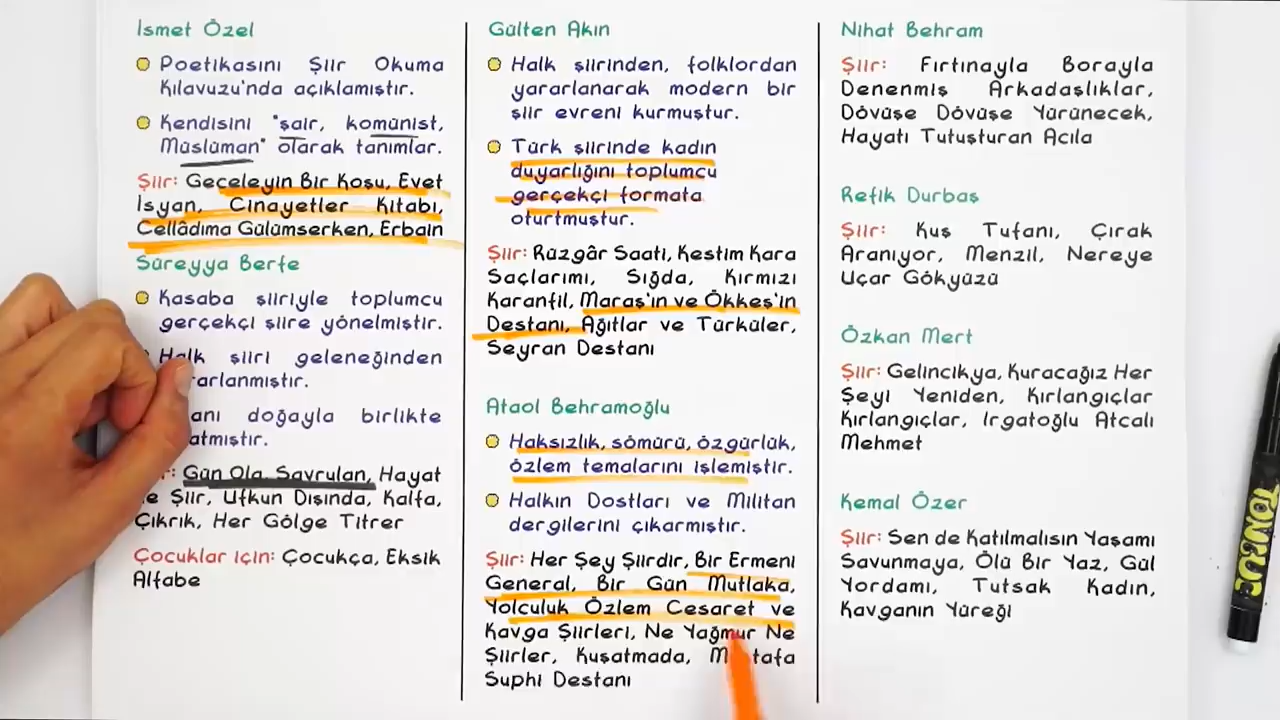 İsmet Özel
Poetikasını Şiir Okuma
Kılavuzu'nda açıklamıştır.
Kendisini "şair, komünist,
Müslüman" olarak tanımlar.
Şiir: Geceleyin Bir Koşu, Evet
İsyan, Cinayetler Kitabı,
Cellâdıma Gülümserken, Erbain
Süreyya Berfe
Kasaba şiiriyle toplumcu
gerçekçi şiire yönelmiştir.
Halk şiiri geleneğinden
rarlanmıştır.
anı doğayla birlikte
atmıştır.
Gün Ola Savrulan, Hayat
Şiir, Ufkun Dışında, Kalfa,
Çıkrık, Her Gölge Titrer
Çocuklar için: Çocukça, Eksik
Alfabe
Gülten Akın
Halk şiirinden, folklordan
yararlanarak modern bir
şiir evreni kurmuştur.
Türk şiirinde kadın
duyarlığını toplumcu
gerçekçi formata
oturtmuştur.
Şiir: Rüzgâr Saati, Kestim Kara
Saçlarımı, Sığda, Kırmızı
Karanfil, Maraş'ın ve Ökkeş'in
Destanı, Ağıtlar ve Türküler,
Seyran Destanı
Ataol Behramoğlu
Haksızlık, sömürü, özgürlük,
özlem temalarını işlemiştir.
Halkın Dostları ve Militan
dergilerini çıkarmıştır.
Şiir: Her Şey Şiirdir, Bir Ermeni
General, Bir Gün Mutlaka,
Yolculuk Özlem Cesaret ve
Kavga Şiirleri, Ne Yağmur Ne
Şiirler, Kuşatmada, M tafa
Suphi Destanı
Nihat Behram
Şiir: Fırtınayla Borayla
Denenmiş Arkadaşlıklar,
Dövüşe Dövüşe Yürünecek,
Hayatı Tutuşturan Acıla
Refik Durbaş
Şiir: Kuş Tufanı, Çırak
Aranıyor, Menzil, Nereye
Uçar Gökyüzü
Özkan Mert
Şiir: Gelincikya, Kuracağız Her
Şeyi Yeniden, Kırlangıçlar
Kırlangıçlar, Irgatoğlu Atcalı
Mehmet
Kemal Özer
Şiir: Sen de Katılmalısın Yaşamı
Savunmaya, Ölü Bir Yaz, Gül
Yordamı, Tutsak Kadın,
Kavganın Yüreği
TONGUÇ